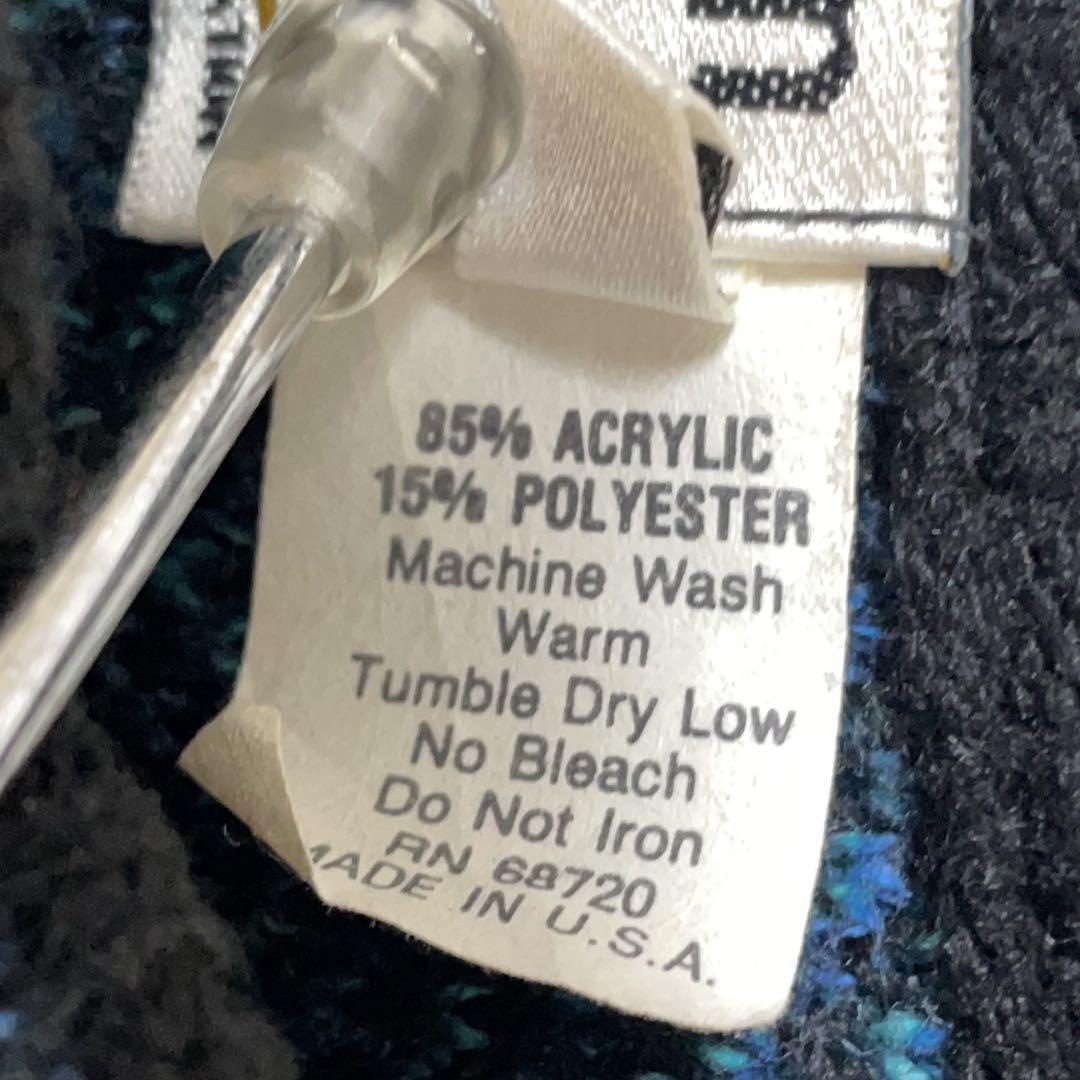 85% ACRYLIC
15% POLYESTER
Machine Wash
Warm
Tumble Dry Low
No Bleach
Do Not Iron
RN 68720
MADE IN U.S.A.